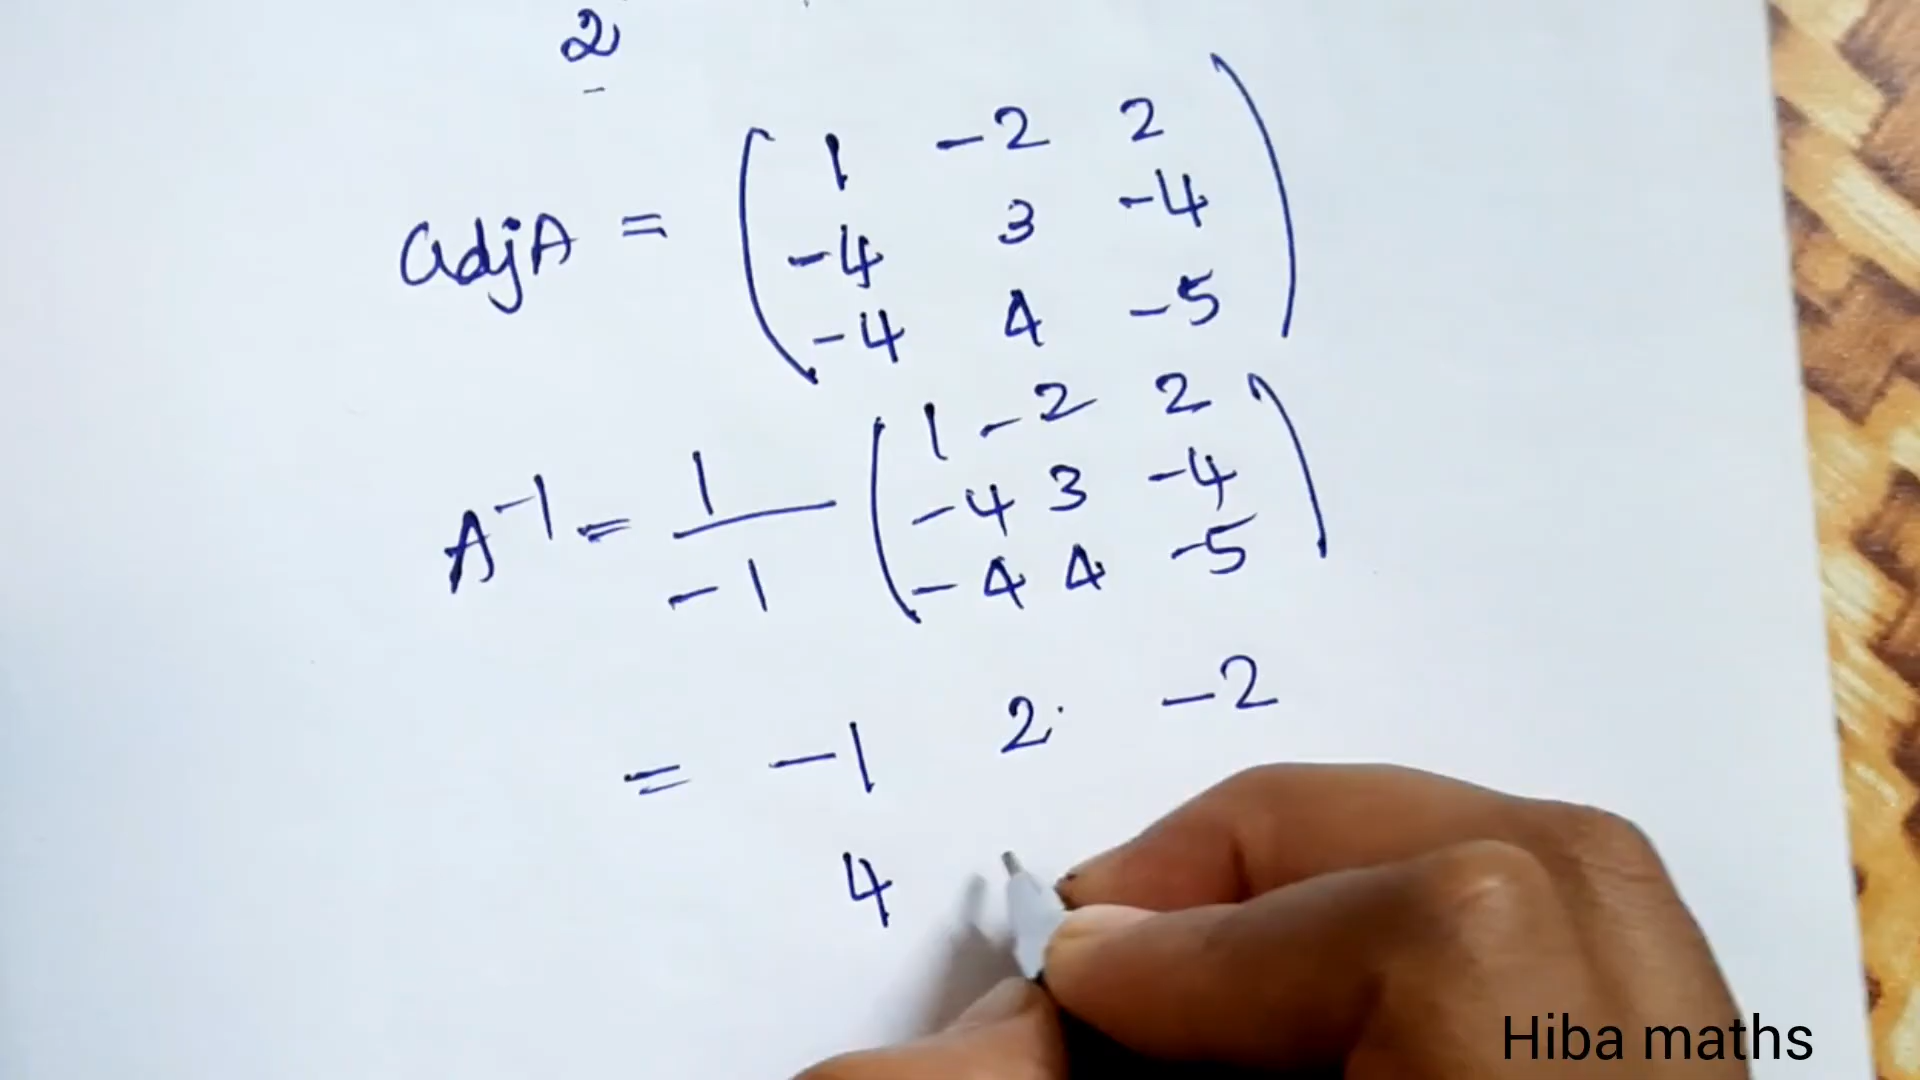 2
1 -2 2
adjA = -4 3 -4
-4 4 -5
1 -2 2
A⁻¹ = 1/-1 -4 3 -4
-4 4 -5
= -1 2 -2
4
Hiba maths